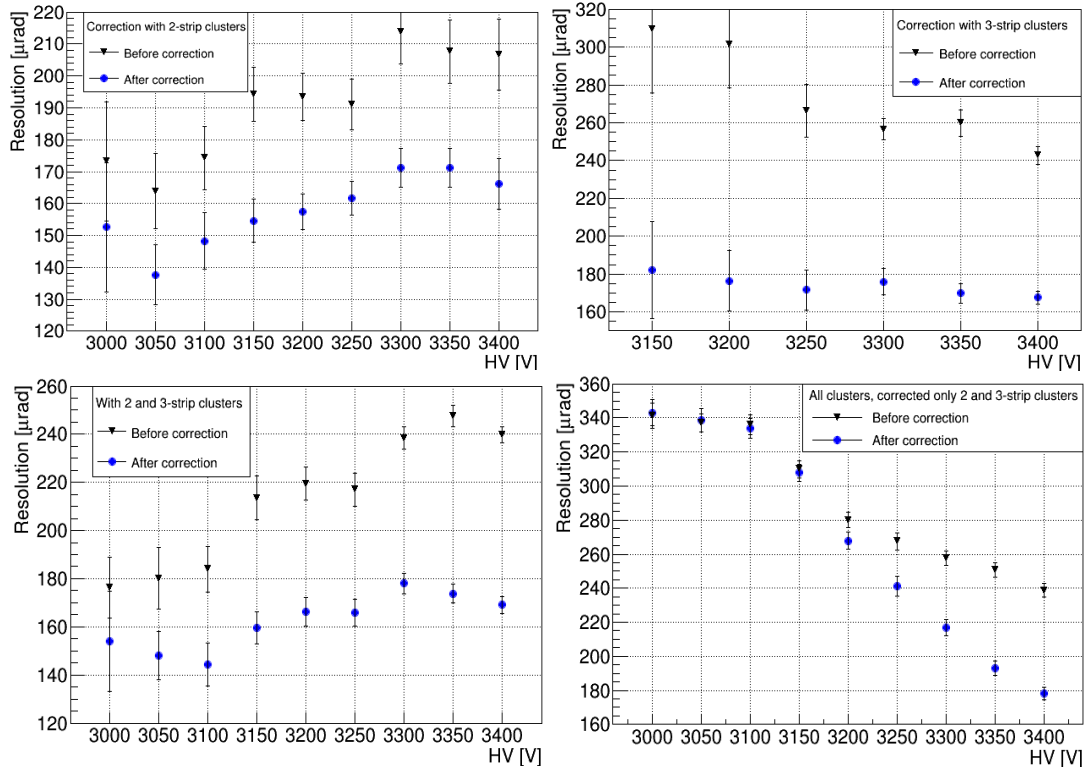 Resolution [μrad]
220
210
200
190
180
170
160
150
140
130
120
Correction with 2-strip clusters
Before correction
After correction
3000 3050 3100 3150 3200 3250 3300 3350 3400
HV [V]
Resolution [μrad]
320
300
280
260
240
220
200
180
160
Correction with 3-strip clusters
Before correction
After correction
3150 3200 3250 3300 3350 3400
HV [V]
Resolution [μrad]
260
240
220
200
180
160
140
120
With 2 and 3-strip clusters
Before correction
After correction
3000 3050 3100 3150 3200 3250 3300 3350 3400
HV [V]
Resolution [μrad]
360
340
320
300
280
260
240
220
200
180
160
All clusters, corrected only 2 and 3-strip clusters
Before correction
After correction
3000 3050 3100 3150 3200 3250 3300 3350 3400
HV [V]